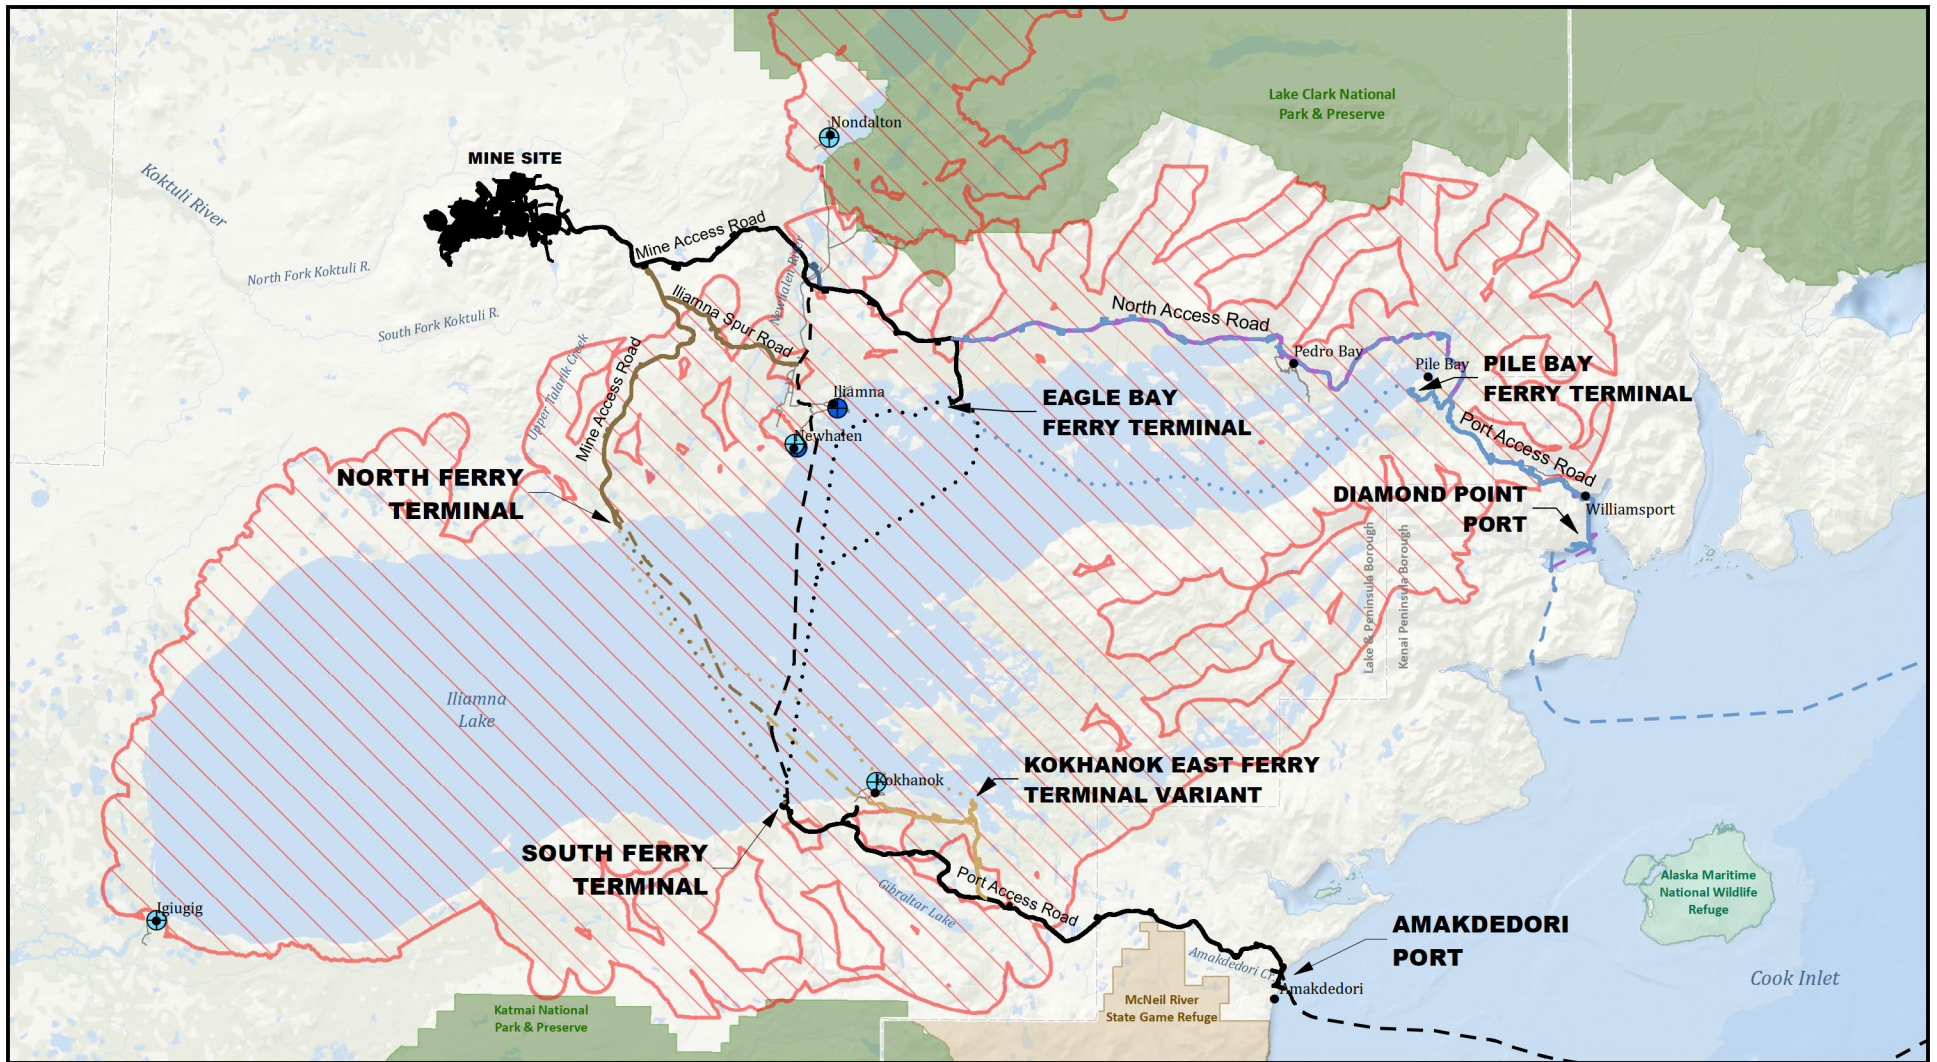 Lake Clark National
Park & Preserve
Nondalton
MINE SITE
Koktuli River
Mine Access Road
North Fork Koktuli R.
South Fork Koktuli R.
Newhalen River
Iliamna Spur Road
North Access Road
Pedro Bay
Pile Bay
PILE BAY
FERRY TERMINAL
Upper Talarik Creek
Mine Access Road
Iliamna
EAGLE BAY
FERRY TERMINAL
Newhalen
Port Access Road
NORTH FERRY
TERMINAL
DIAMOND POINT
PORT
Williamsport
Lake & Peninsula Borough
Kenai Peninsula Borough
Iliamna
Lake
Kokhanok
KOKHANOK EAST FERRY
TERMINAL VARIANT
SOUTH FERRY
TERMINAL
Gibraltar Lake
Port Access Road
Alaska Maritime
National Wildlife
Refuge
Igiugig
AMAKDEDORI
PORT
Amakdedori Cr.
Amakdedori
Cook Inlet
Katmai National
Park & Preserve
McNeil River
State Game Refuge